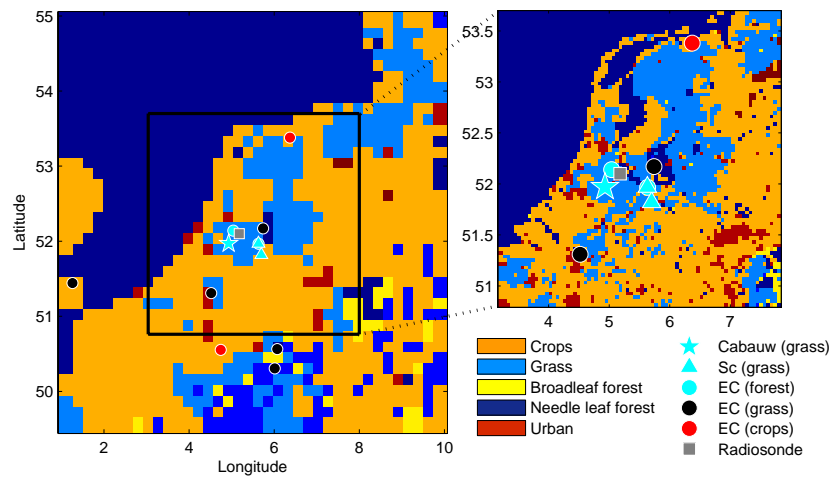 55
54
53
52
51
50
2
4
6
8
10
Latitude
Longitude
53.5
53
52.5
52
51.5
51
4
5
6
7
Crops
Grass
Broadleaf forest
Needle leaf forest
Urban
Cabauw (grass)
Sc (grass)
EC (forest)
EC (grass)
EC (crops)
Radiosonde